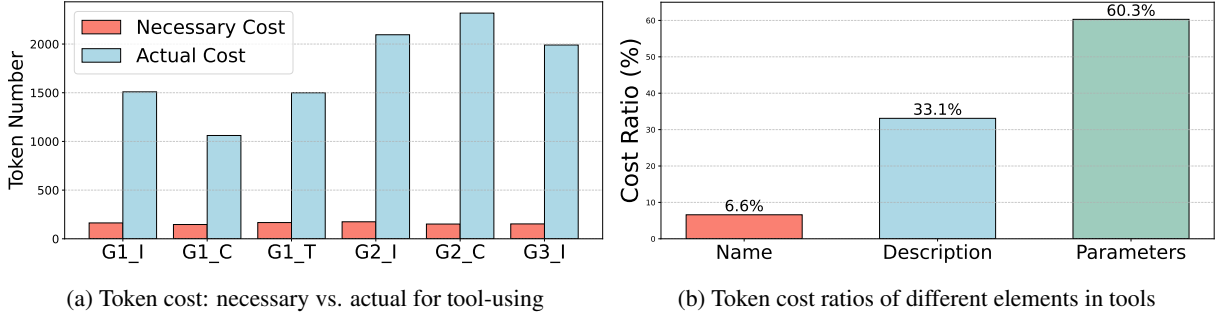 Token Number
2000
1500
1000
500
0
Necessary Cost
Actual Cost
G1_I G1_C G1_T G2_I G2_C G3_I
(a) Token cost: necessary vs. actual for tool-using
Cost Ratio (%)
60
50
40
30
20
10
0
6.6%
33.1%
60.3%
Name Description Parameters
(b) Token cost ratios of different elements in tools